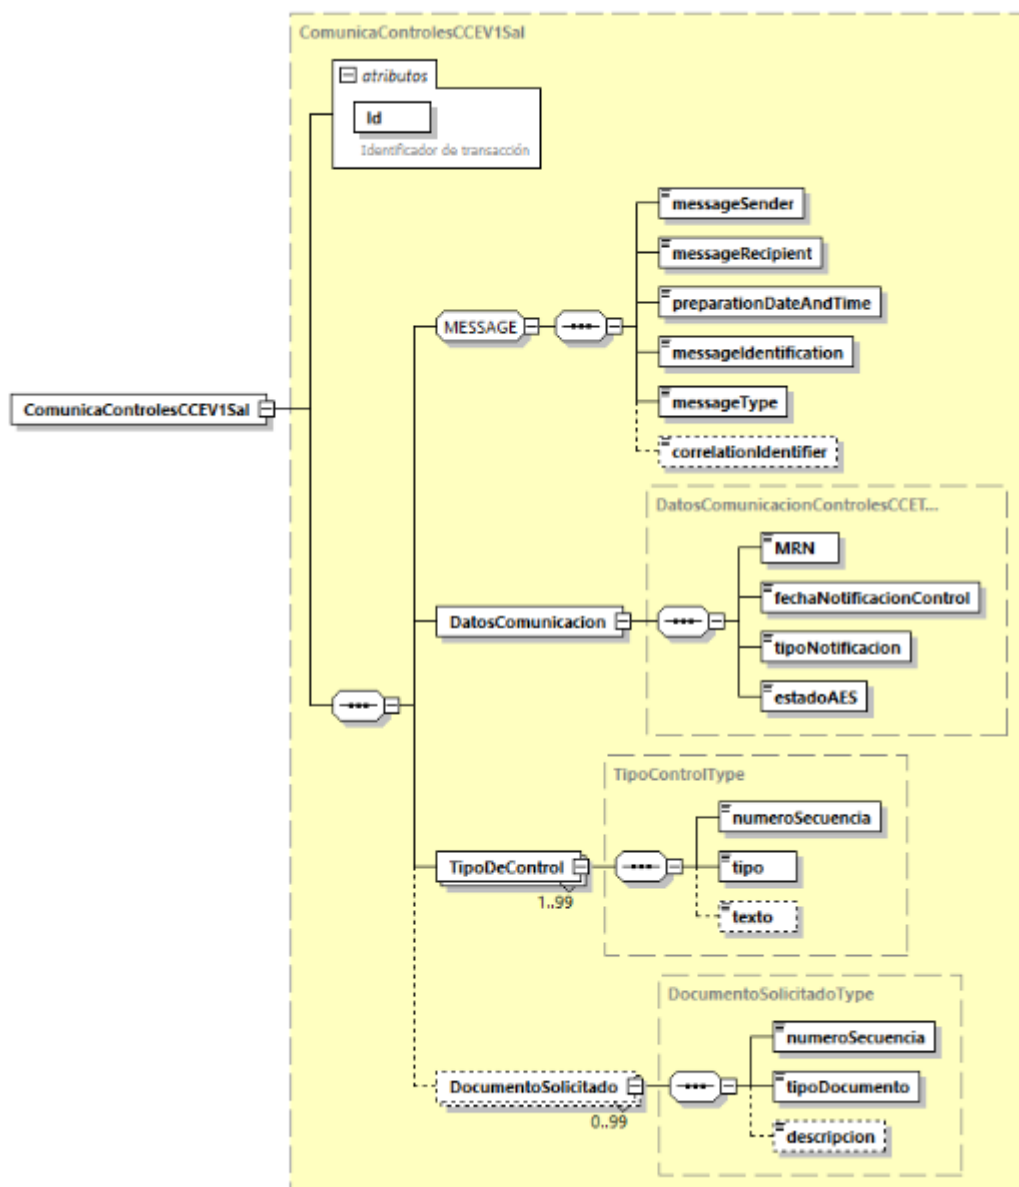 ComunicaControlesCCEV1Sal
atributos
Id
Identificador de transacción
messageSender
messageRecipient
preparationDateAndTime
MESSAGE
messageIdentification
messageType
ComunicaControlesCCEV1Sal
correlationIdentifier
DatosComunicacionControlesCCET...
MRN
fechaNotificacionControl
DatosComunicacion
tipoNotificacion
estadoAES
TipoControlType
numeroSecuencia
TipoDeControl
tipo
1..99
texto
DocumentoSolicitadoType
numeroSecuencia
DocumentoSolicitado
tipoDocumento
0..99
descripcion